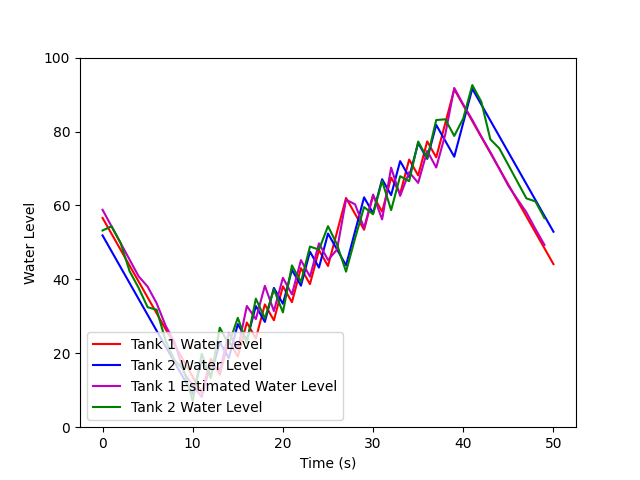 100
80
60
40
20
0
Water Level
Tank 1 Water Level
Tank 2 Water Level
Tank 1 Estimated Water Level
Tank 2 Water Level
0 10 20 30 40 50
Time (s)